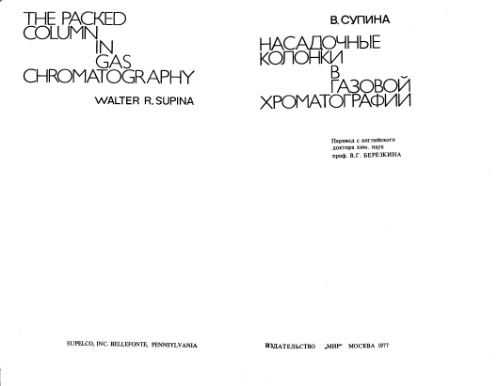 THE PACKED
COLUMN
IN
GAS
CHROMATOGRAPHY
WALTER R. SUPINA
SUPELCO, INC. BELLEFONTE, PENNSYLVANIA
В. СУПИНА
НАСАДОЧНЫЕ
КОЛОНКИ
В
ГАЗОВОЙ
ХРОМАТОГРАФИИ
Перевод с английского
доктора хим. наук
проф. В.Г. БЕРЕЗКИНА
ИЗДАТЕЛЬСТВО „МИР" МОСКВА 1977